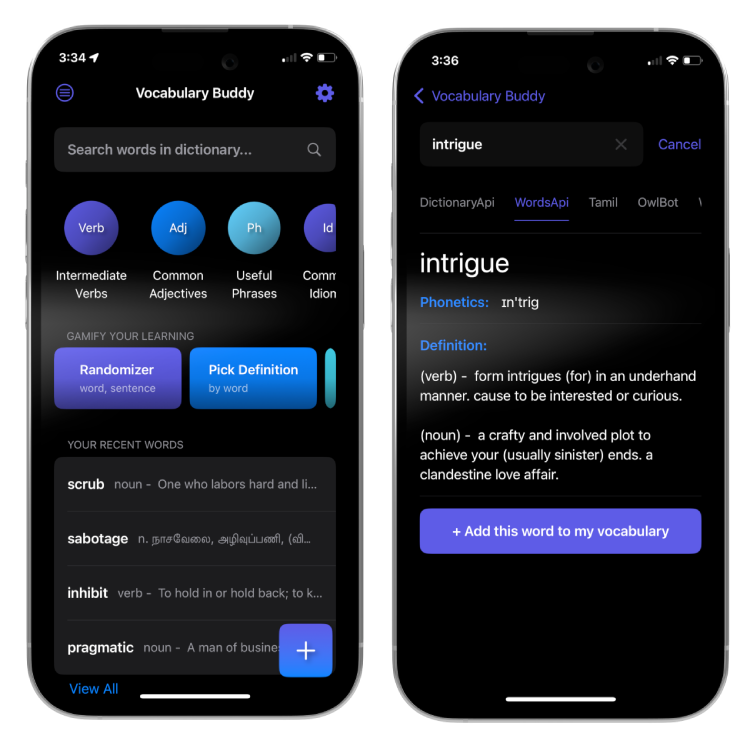 3:34
Vocabulary Buddy
Search words in dictionary...
Verb
Adj
Ph
Id
Intermediate
Verbs
Common
Adjectives
Useful
Phrases
Comm
Idion
GAMIFY YOUR LEARNING
Randomizer
word, sentence
Pick Definition
by word
YOUR RECENT WORDS
scrub noun - One who labors hard and li...
sabotage n. நாசவேலை, அழிவுப்பணி, (வி...
inhibit verb - To hold in or hold back; to k...
pragmatic noun - A man of busine
+
View All
3:36
Vocabulary Buddy
intrigue
Cancel
DictionaryApi WordsApi Tamil OwlBot
intrigue
Phonetics: ɪn'trig
Definition:
(verb) - form intrigues (for) in an underhand
manner. cause to be interested or curious.
(noun) - a crafty and involved plot to
achieve your (usually sinister) ends. a
clandestine love affair.
+ Add this word to my vocabulary